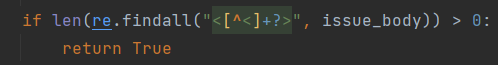 if len(re.findall("<[^<]+?>", issue_body)) > 0:
return True